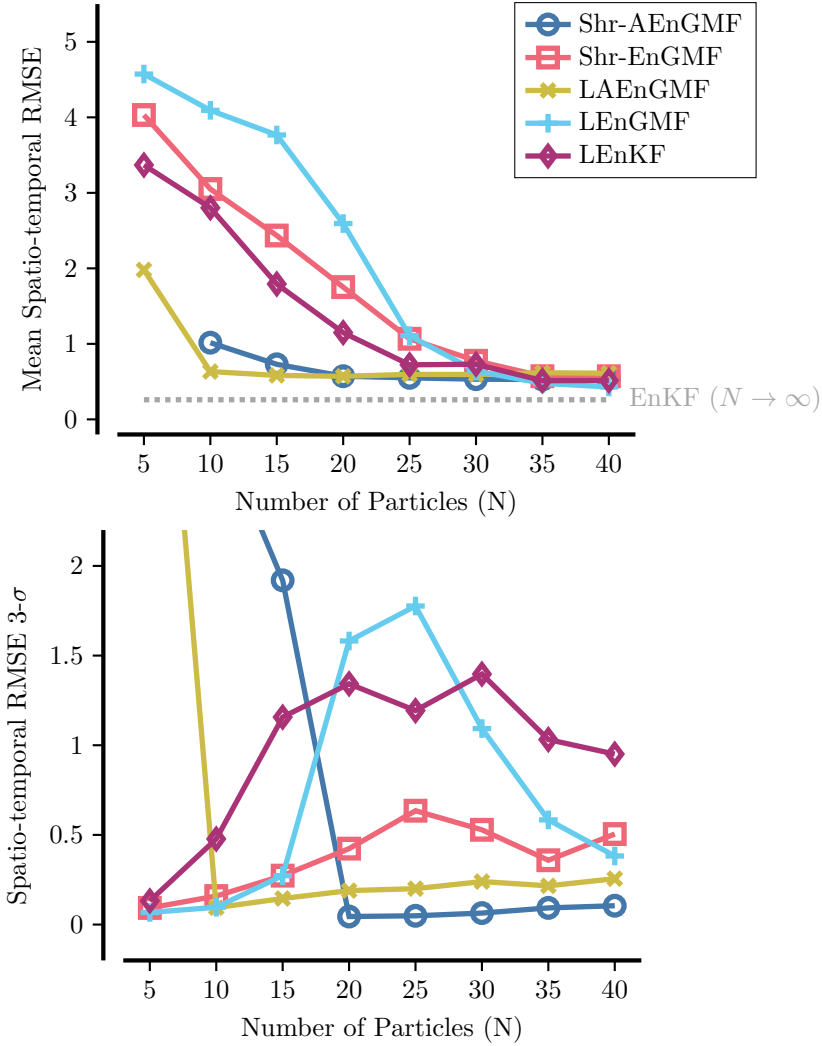 Shr-AEnGMF
Shr-EnGMF
LAEnGMF
LEnGMF
LEnKF
Mean Spatio-temporal RMSE
5
4
3
2
1
0
EnKF (N → ∞)
5 10 15 20 25 30 35 40
Number of Particles (N)
Spatio-temporal RMSE 3-σ
2
1.5
1
0.5
0
5 10 15 20 25 30 35 40
Number of Particles (N)